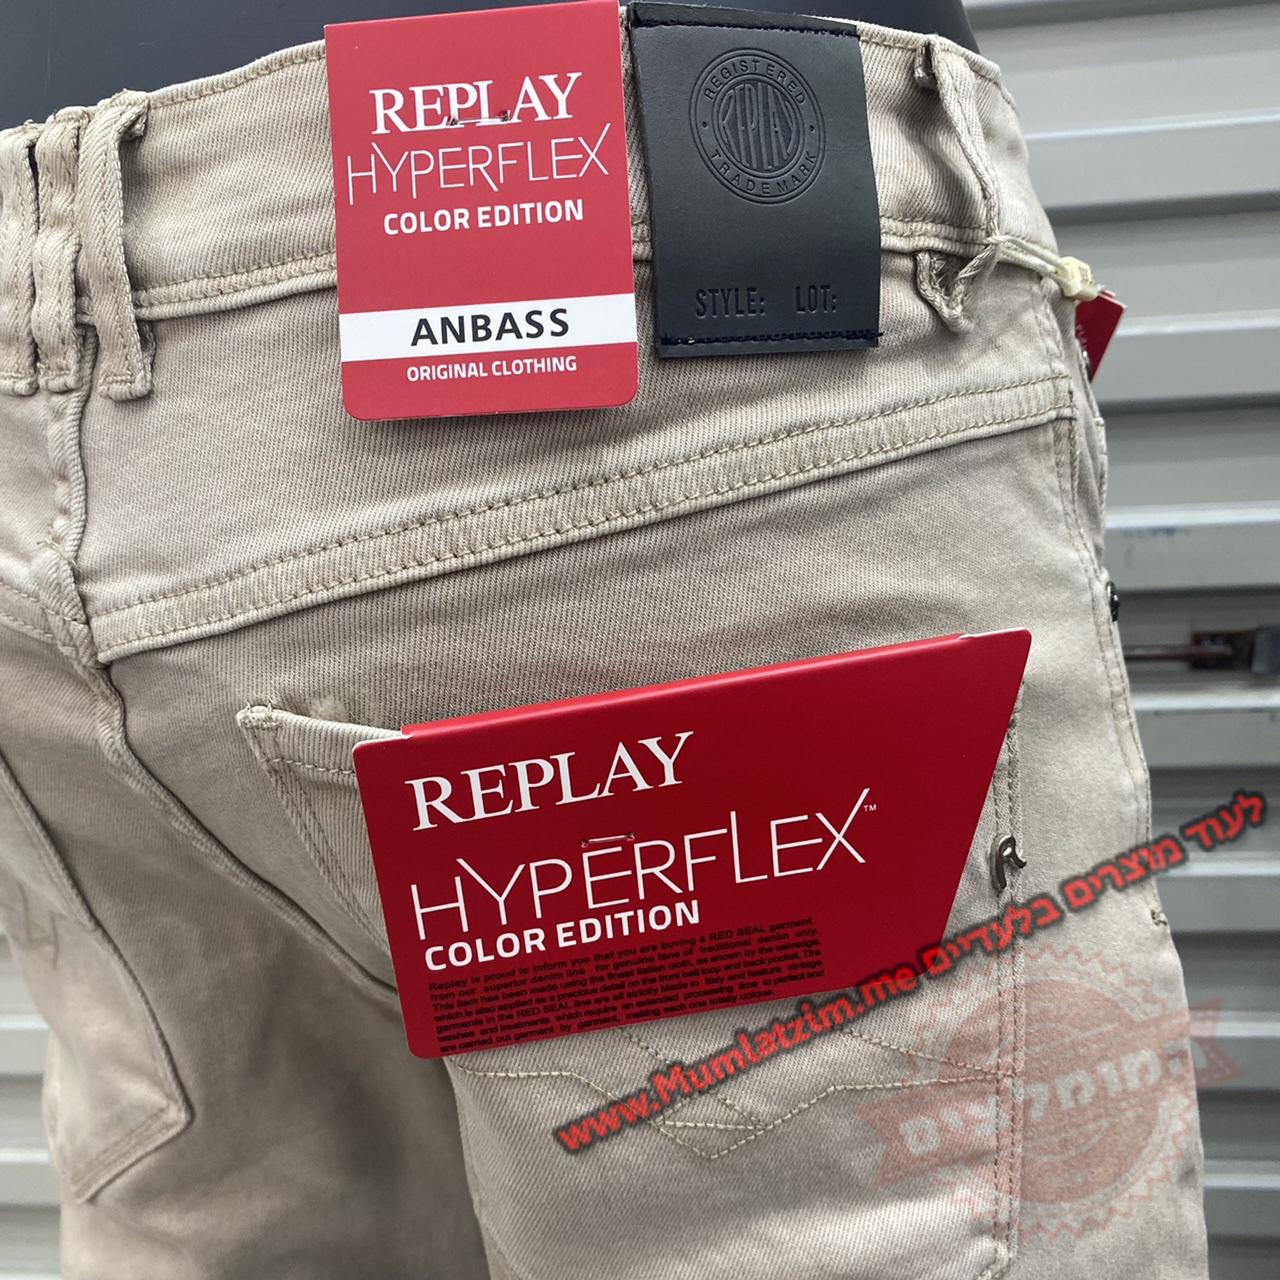 REPLAY
HYPERFLEX
COLOR EDITION
ANBASS
ORIGINAL CLOTHING
REGISTERED
REPLAY
TRADEMARK
STYLE: LOT:
REPLAY
HYPERFLEX™
COLOR EDITION
Replay is proud to inform you that you are buying a RED SEAL garment
from our superior denim line for genuine fans of traditional denim only.
This item has been made using the finest Italian cloth, as shown by the selvedge,
which is also applied as a precious detail on the front belt loop and back pocket. The
garments in the RED SEAL line are all strictly Made in Italy and feature vintage
washes and treatments which require an extended processing time to perfect and
are carried out garment by garment, making each one totally unique.
R
לעוד מוצרים בלעדיים www.Mumlatzim.me
המומלצים